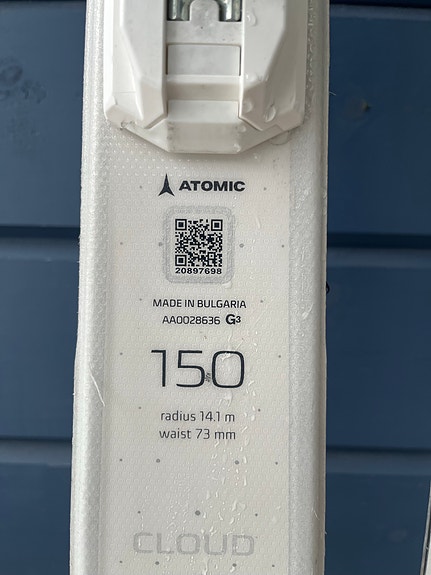 ATOMIC
20897698
MADE IN BULGARIA
AA0028636 G3
150
radius 14.1 m
waist 73 mm
CLOUD